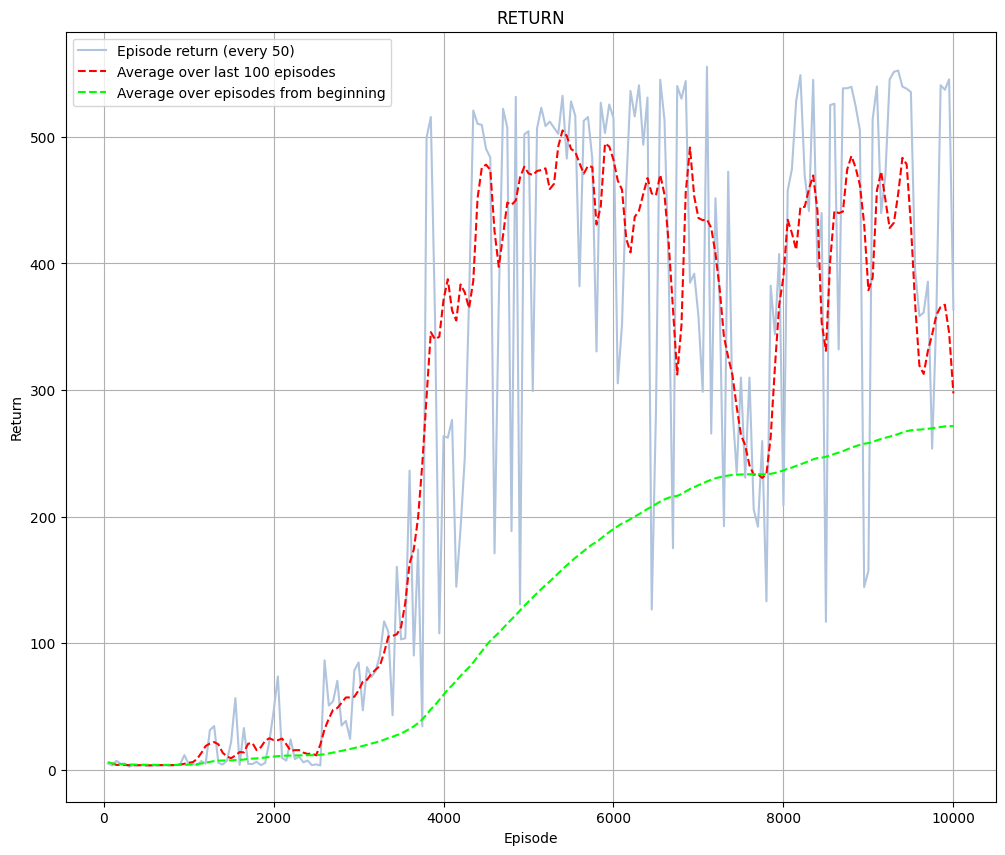 RETURN
Episode return (every 50)
Average over last 100 episodes
Average over episodes from beginning
Return
500
400
300
200
100
0
0 2000 4000 6000 8000 10000
Episode